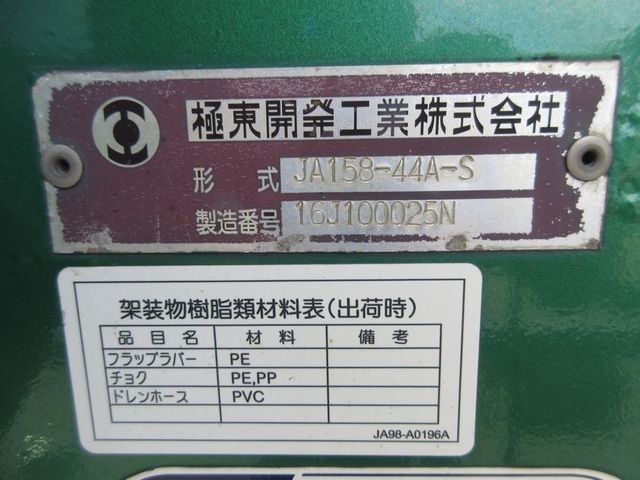 極東開発工業株式会社
形式 JA158-44A-S
製造番号 16J100025N
架装物樹脂類材料表(出荷時)
品目名 材料 備考
フラップラバー PE
チョク PE,PP
ドレンホース PVC
JA98-A0196A